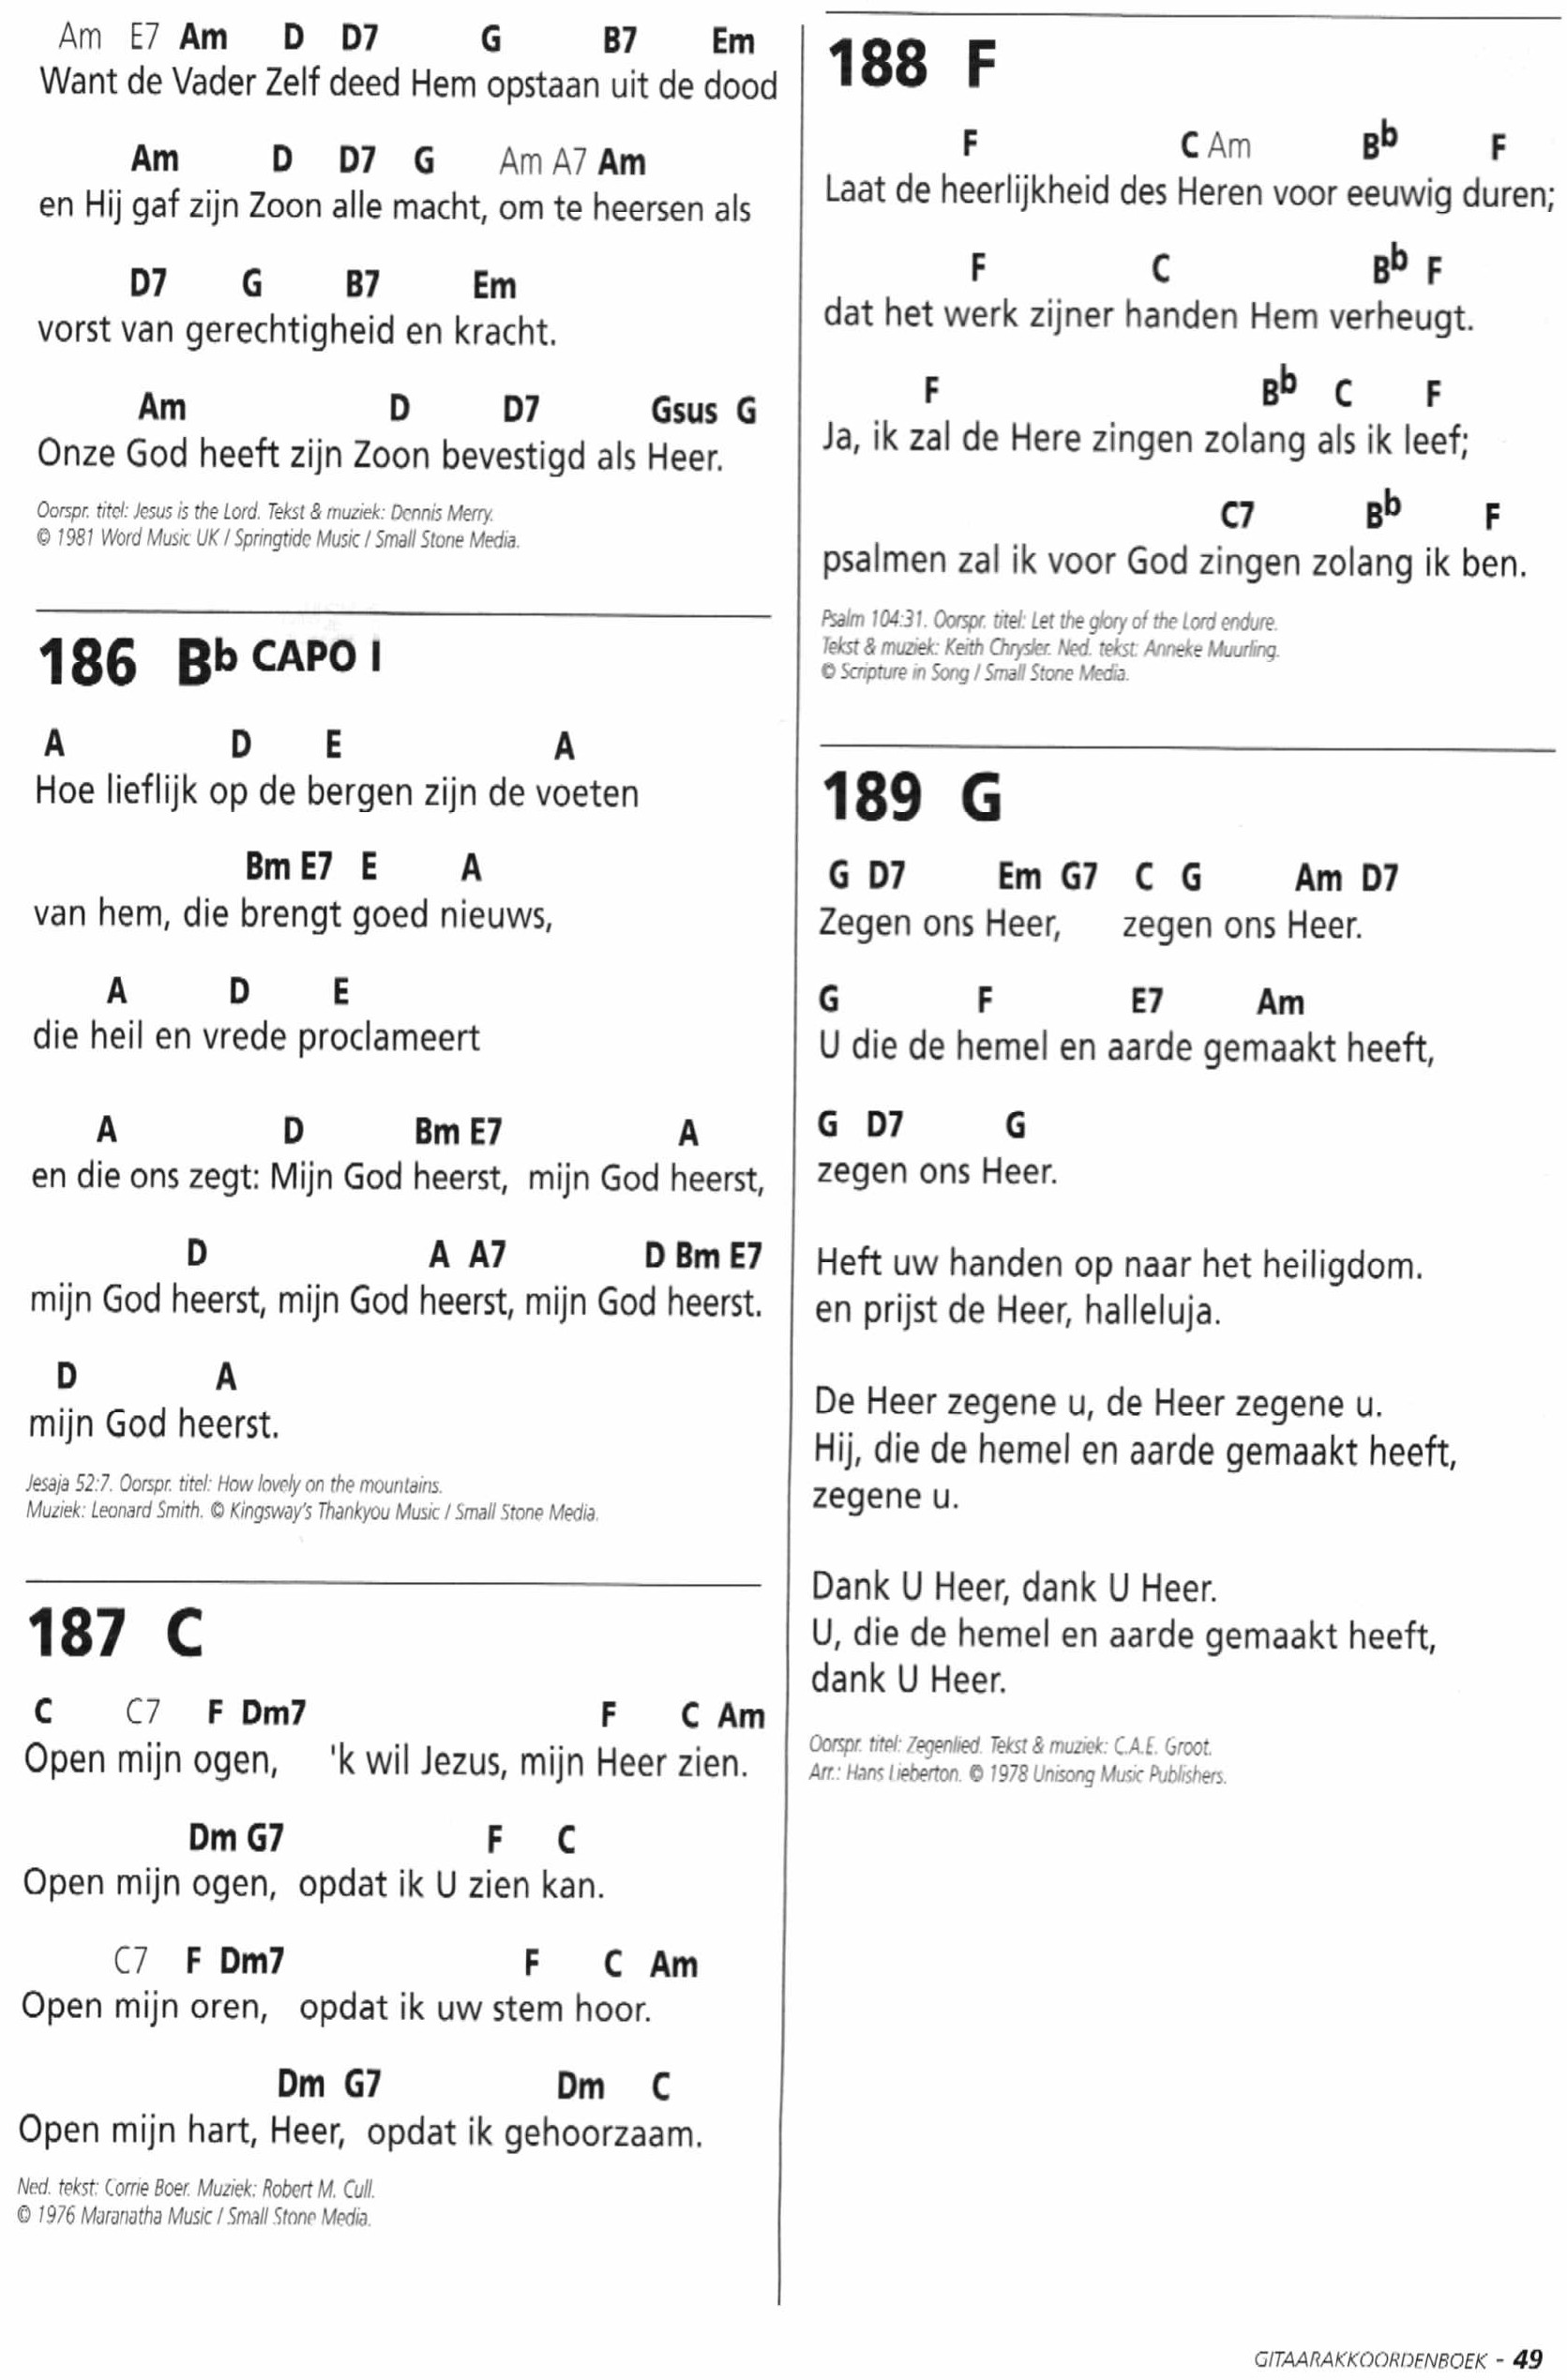 Am E7 Am D D7 G B7 Em
Want de Vader Zelf deed Hem opstaan uit de dood
Am D D7 G Am A7 Am
en Hij gaf zijn Zoon alle macht, om te heersen als
D7 G B7 Em
vorst van gerechtigheid en kracht.
Am D D7 Gsus G
Onze God heeft zijn Zoon bevestigd als Heer.
Oorspr. titel: Jesus is the Lord. Tekst & muziek: Dennis Merry.
© 1981 Word Music UK / Springtide Music / Small Stone Media.
186 Bb CAPO I
A D E A
Hoe lieflijk op de bergen zijn de voeten
Bm E7 E A
van hem, die brengt goed nieuws,
A D E
die heil en vrede proclameert
A D Bm E7 A
en die ons zegt: Mijn God heerst, mijn God heerst,
D A A7 D Bm E7
mijn God heerst, mijn God heerst, mijn God heerst.
D A
mijn God heerst.
Jesaja 52:7. Oorspr. titel: How lovely on the mountains.
Muziek: Leonard Smith. © Kingsway's Thankyou Music / Small Stone Media.
187 C
C C7 F Dm7 F C Am
Open mijn ogen, 'k wil Jezus, mijn Heer zien.
Dm G7 F C
Open mijn ogen, opdat ik U zien kan.
C7 F Dm7 F C Am
Open mijn oren, opdat ik uw stem hoor.
Dm G7 Dm C
Open mijn hart, Heer, opdat ik gehoorzaam.
Ned. tekst: Corrie Boer. Muziek: Robert M. Cull.
© 1976 Maranatha Music / Small Stone Media.
188 F
F C Am Bb F
Laat de heerlijkheid des Heren voor eeuwig duren;
F C Bb F
dat het werk zijner handen Hem verheugt.
F Bb C F
Ja, ik zal de Here zingen zolang als ik leef;
C7 Bb F
psalmen zal ik voor God zingen zolang ik ben.
Psalm 104:31. Oorspr. titel: Let the glory of the Lord endure.
Tekst & muziek: Keith Chrysler. Ned. tekst: Anneke Muurling.
© Scripture in Song / Small Stone Media.
189 G
G D7 Em G7 C G Am D7
Zegen ons Heer, zegen ons Heer.
G F E7 Am
U die de hemel en aarde gemaakt heeft,
G D7 G
zegen ons Heer.
Heft uw handen op naar het heiligdom.
en prijst de Heer, halleluja.
De Heer zegene u, de Heer zegene u.
Hij, die de hemel en aarde gemaakt heeft,
zegene u.
Dank U Heer, dank U Heer.
U, die de hemel en aarde gemaakt heeft,
dank U Heer.
Oorspr. titel: Zegenlied. Tekst & muziek: C.A.E. Groot.
Arr.: Hans Lieberton. © 1978 Unisong Music Publishers.
GITAARAKKOORDENBOEK - 49